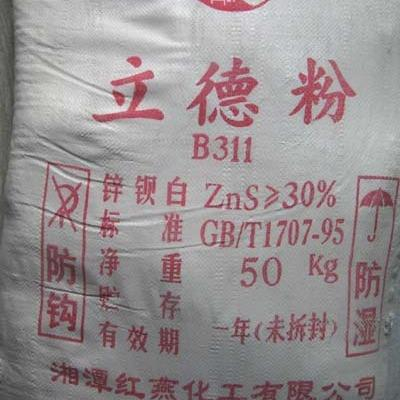 立德粉
B311
锌钡白 ZnS≥30%
标准 GB/T1707-95
净重 50 Kg
贮存
有效期 一年(未拆封)
防钩
防湿
湘潭红燕化工有限公司